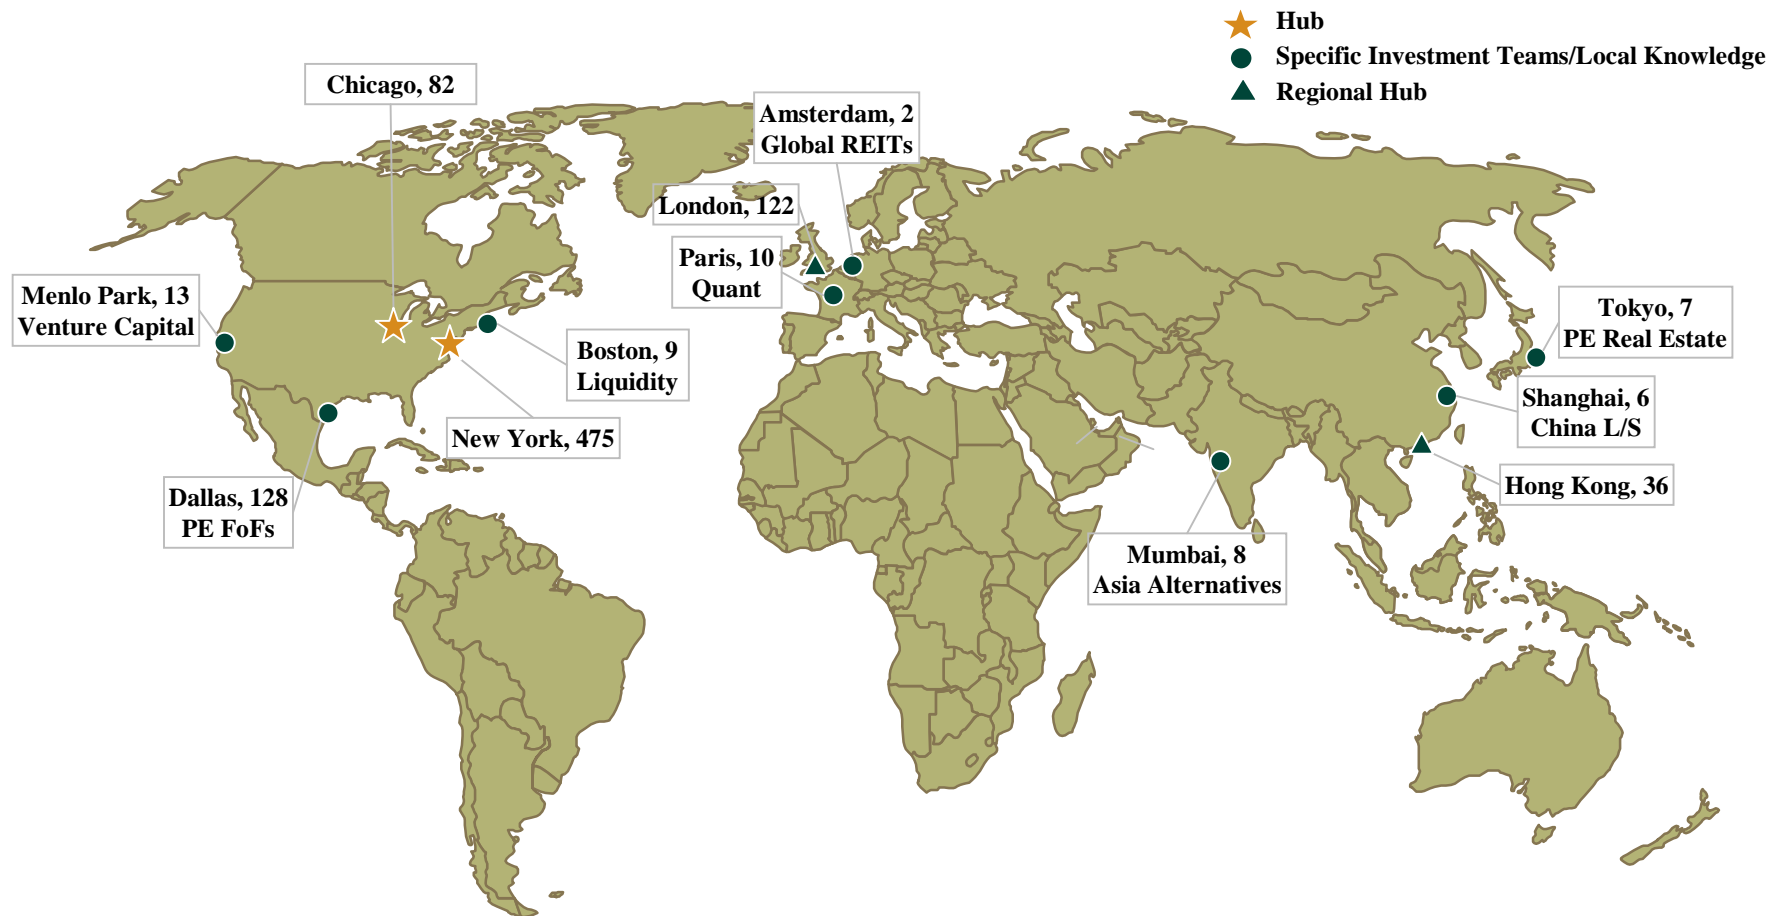 Hub
Specific Investment Teams/Local Knowledge
Regional Hub
Chicago, 82
Amsterdam, 2
Global REITs
London, 122
Paris, 10
Quant
Menlo Park, 13
Venture Capital
Boston, 9
Liquidity
New York, 475
Dallas, 128
PE FoFs
Tokyo, 7
PE Real Estate
Shanghai, 6
China L/S
Hong Kong, 36
Mumbai, 8
Asia Alternatives